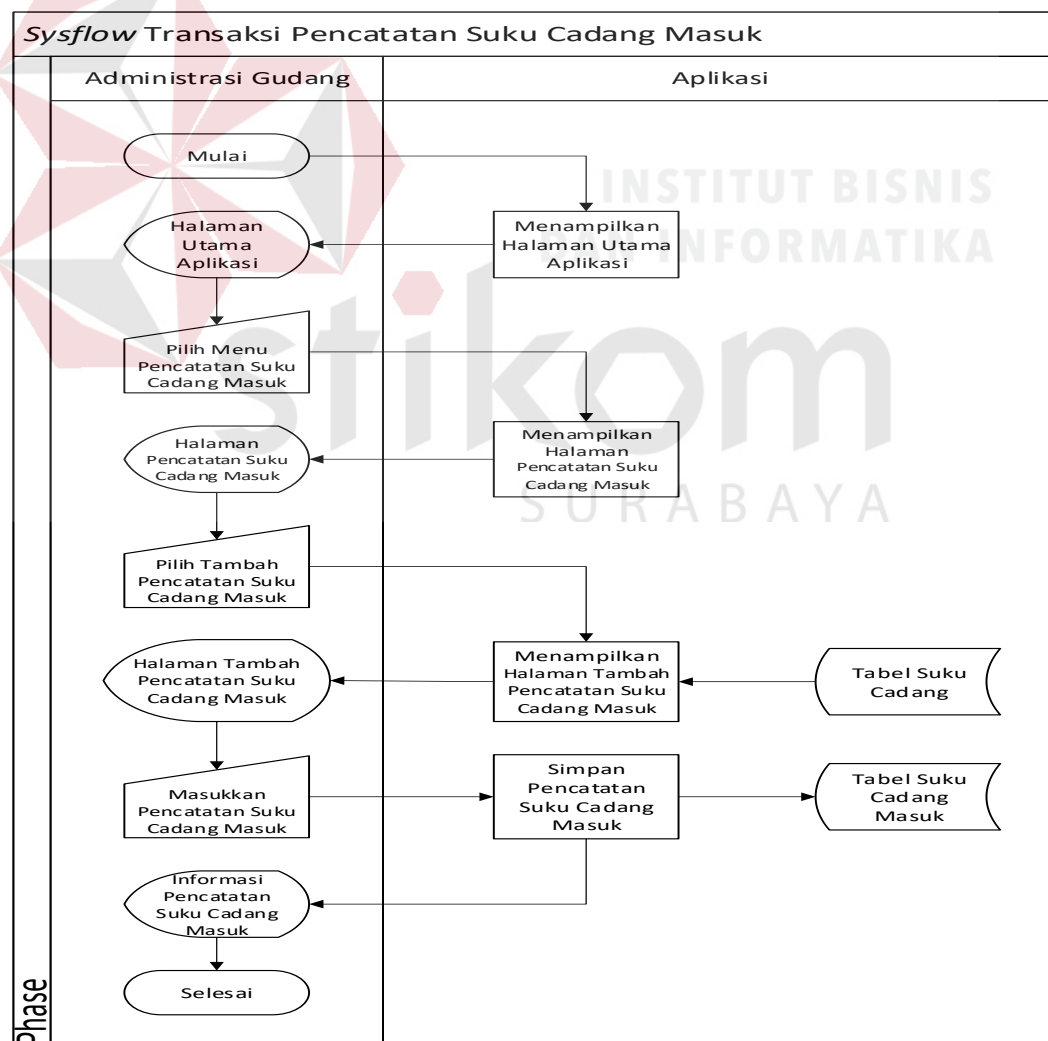 Sysflow Transaksi Pencatatan Suku Cadang Masuk
Administrasi Gudang
Aplikasi
Mulai
INSTITUT BISNIS
DAN INFORMATIKA
Halaman
Utama
Aplikasi
Menampilkan
Halaman Utama
Aplikasi
Pilih Menu
Pencatatan Suku
Cadang Masuk
stikom
SURABAYA
Halaman
Pencatatan Suku
Cadang Masuk
Menampilkan
Halaman
Pencatatan Suku
Cadang Masuk
Pilih Tambah
Pencatatan Suku
Cadang Masuk
Halaman Tambah
Pencatatan Suku
Cadang Masuk
Menampilkan
Halaman Tambah
Pencatatan Suku
Cadang Masuk
Tabel Suku
Cadang
Masukkan
Pencatatan Suku
Cadang Masuk
Simpan
Pencatatan
Suku Cadang
Masuk
Tabel Suku
Cadang
Masuk
Informasi
Pencatatan
Suku Cadang
Masuk
Selesai
Phase